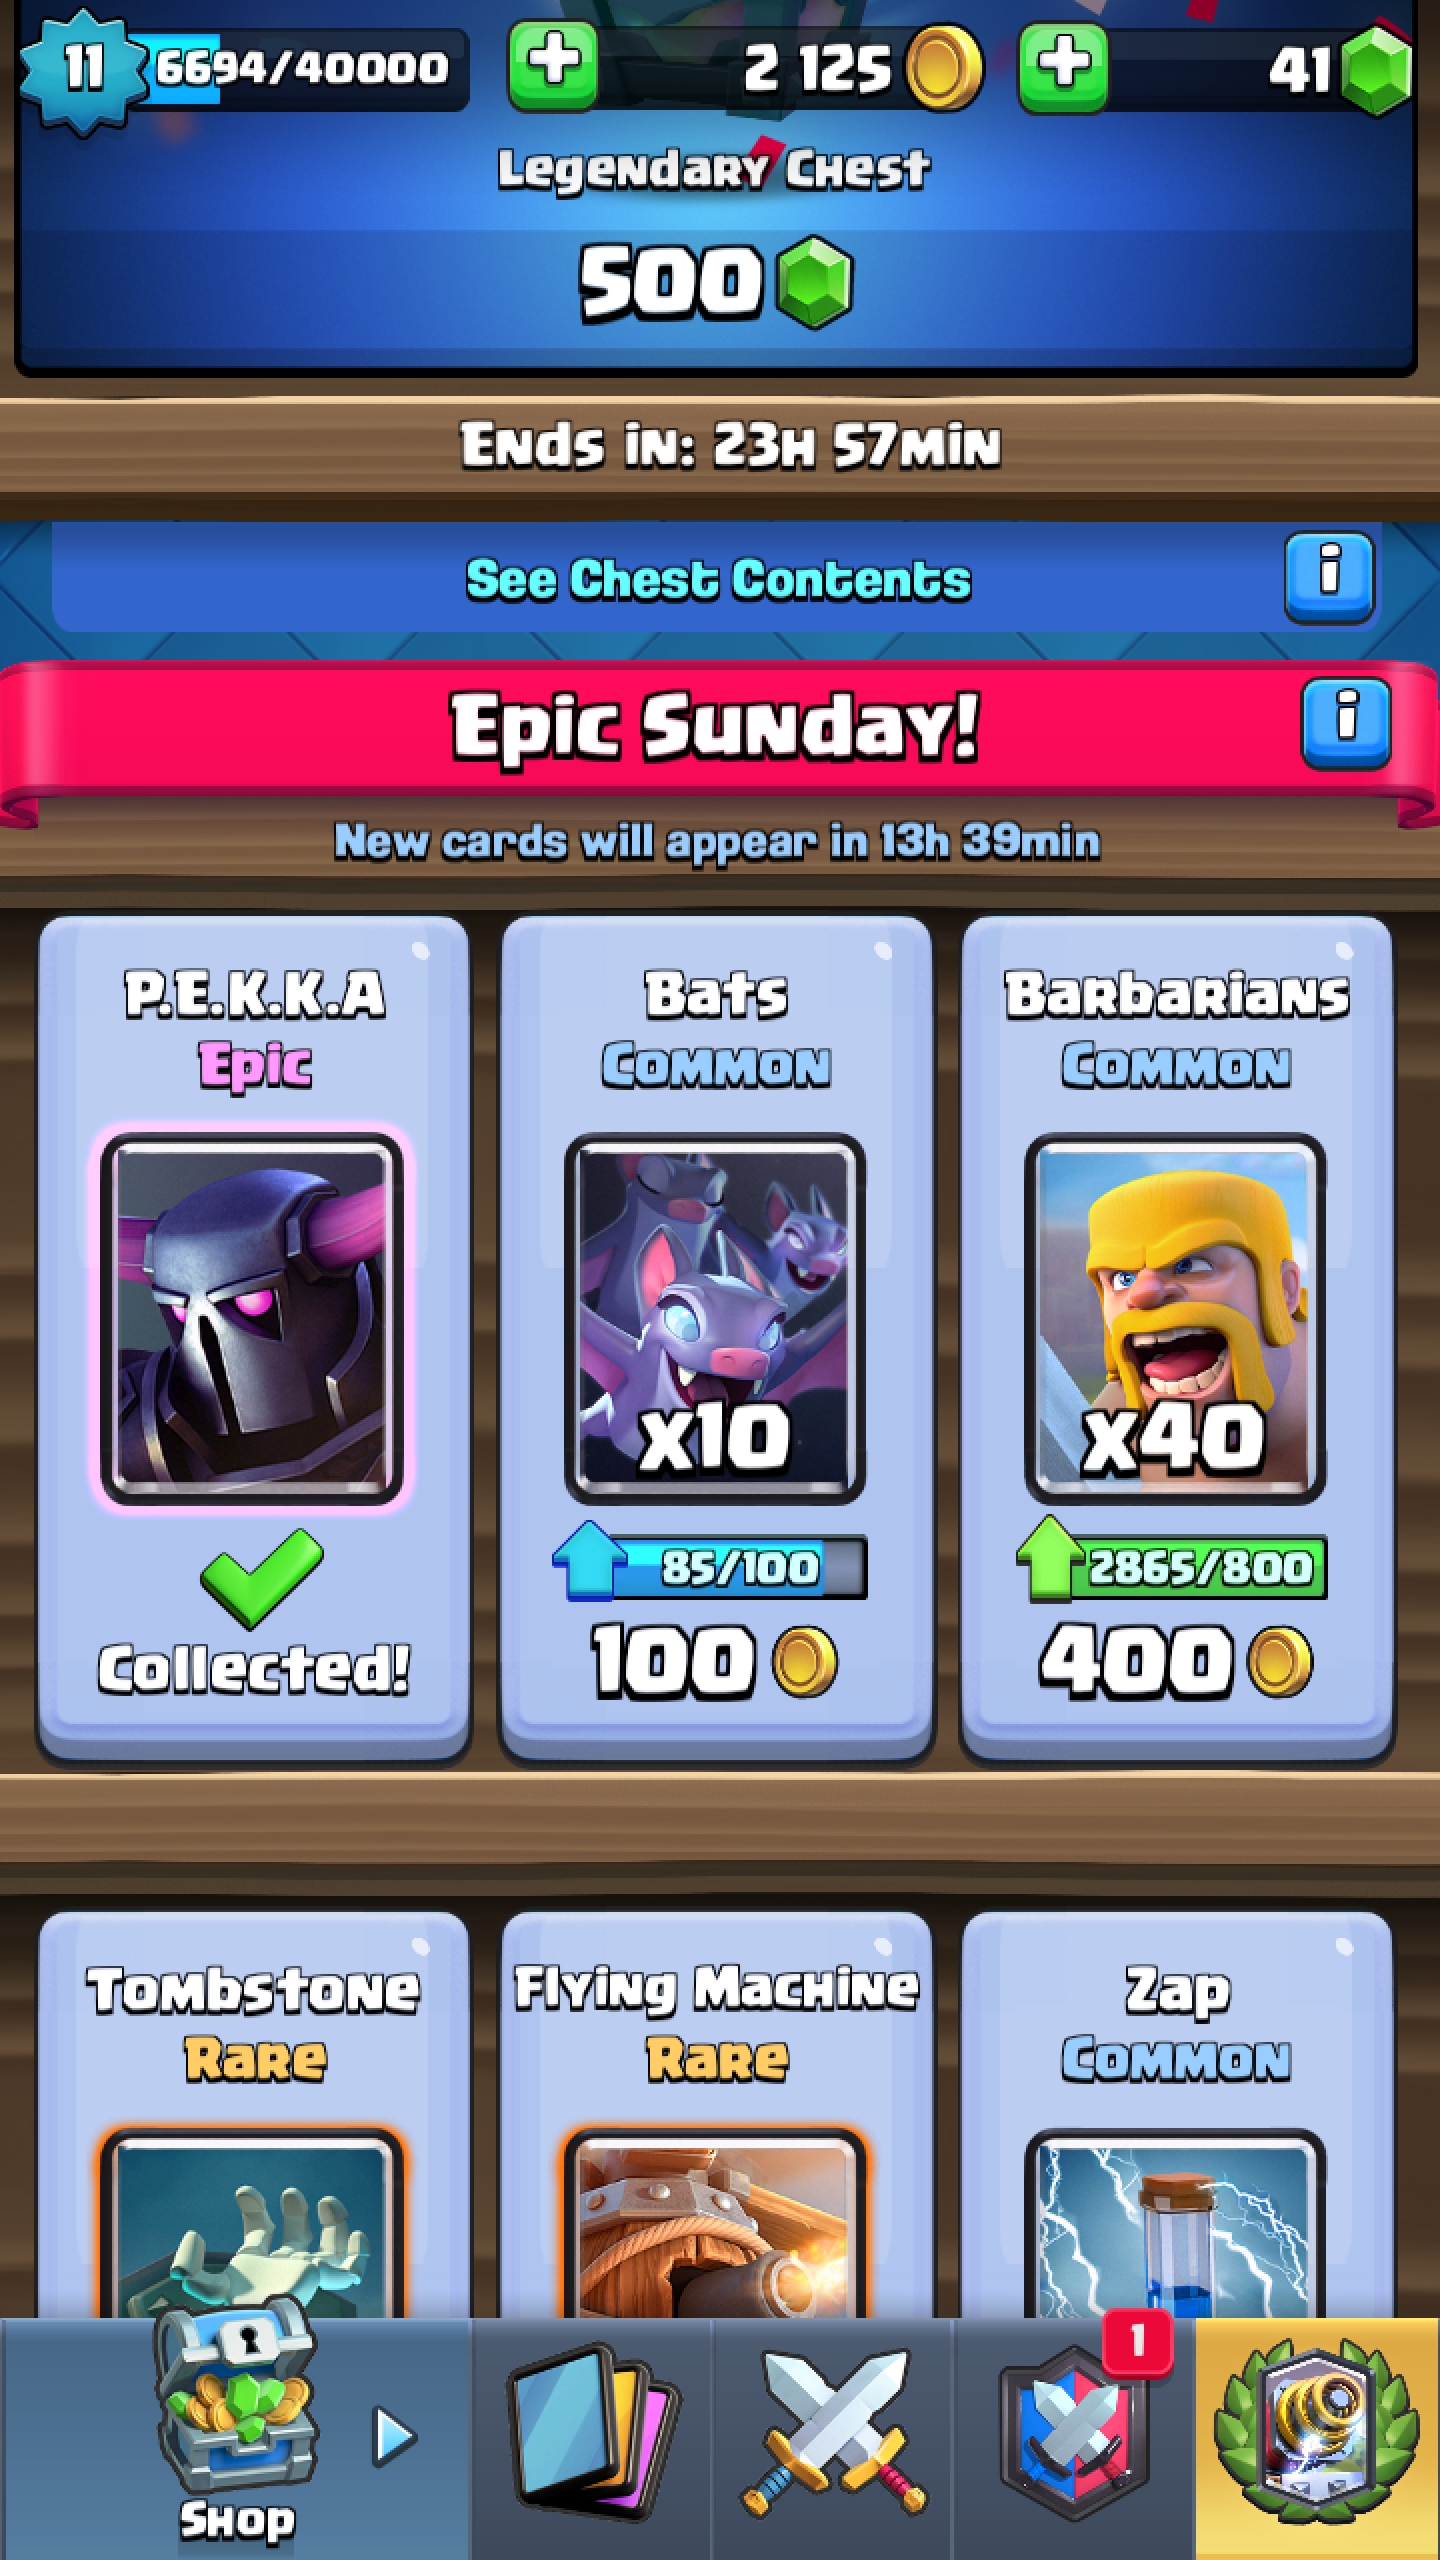 11 6694/40000 2 125 41
Legendary Chest
500
Ends in: 23h 57min
See Chest Contents i
Epic Sunday! i
New cards will appear in 13h 39min
P.E.K.K.A Bats Barbarians
Epic Common Common
x10 x40
85/100 2865/800
Collected! 100 400
Tombstone Flying Machine Zap
Rare Rare Common
1
Shop